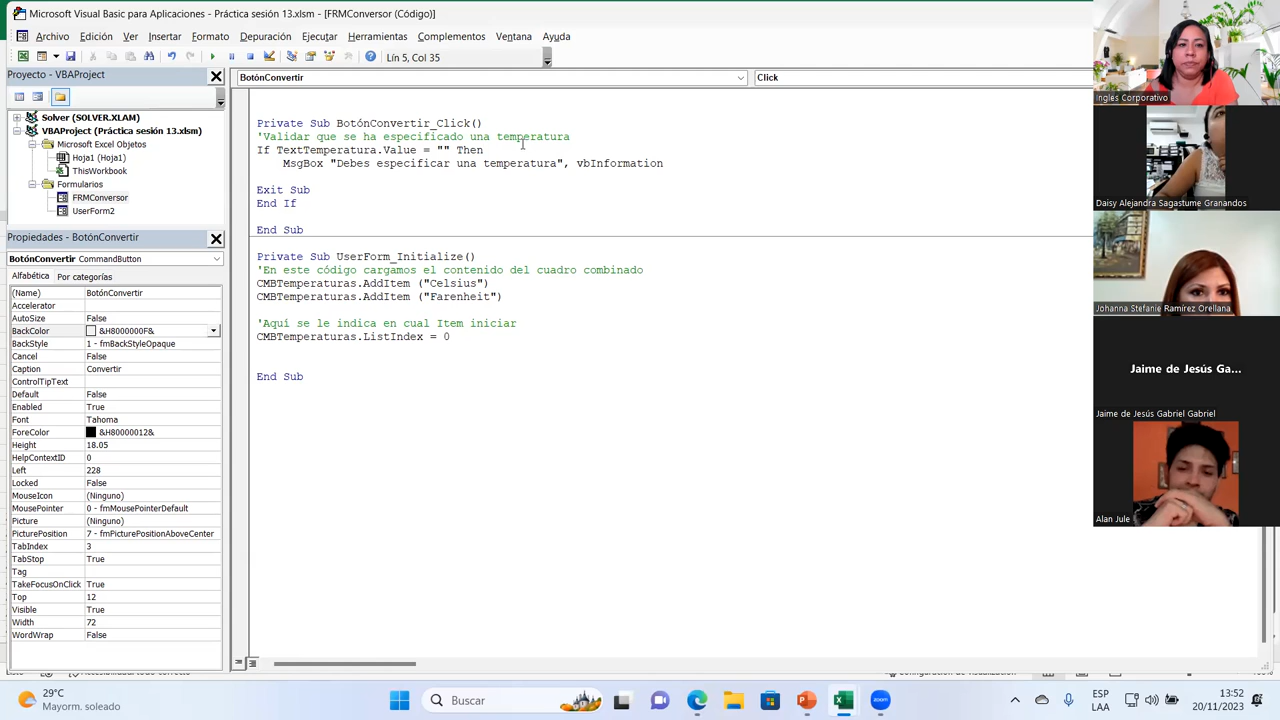 Microsoft Visual Basic para Aplicaciones - Práctica sesión 13.xlsm - [FRMConversor (Código)]
Archivo Edición Ver Insertar Formato Depuración Ejecutar Herramientas Complementos Ventana Ayuda
Lín 5, Col 35
Proyecto - VBAProject
Solver (SOLVER.XLAM)
VBAProject (Práctica sesión 13.xlsm)
Microsoft Excel Objetos
Hoja1 (Hoja1)
ThisWorkbook
Formularios
FRMConversor
UserForm2
Propiedades - BotónConvertir
BotónConvertir CommandButton
Alfabética Por categorías
(Name) BotónConvertir
Accelerator
AutoSize False
BackColor &H8000000F&
BackStyle 1 - fmBackStyleOpaque
Cancel False
Caption Convertir
ControlTipText
Default False
Enabled True
Font Tahoma
ForeColor &H80000012&
Height 18.05
HelpContextID 0
Left 228
Locked False
MouseIcon (Ninguno)
MousePointer 0 - fmMousePointerDefault
Picture (Ninguno)
PicturePosition 7 - fmPicturePositionAboveCenter
TabIndex 3
TabStop True
Tag
TakeFocusOnClick True
Top 12
Visible True
Width 72
WordWrap False
BotónConvertir Click
Private Sub BotónConvertir_Click()
'Validar que se ha especificado una temperatura
If TextTemperatura.Value = "" Then
MsgBox "Debes especificar una temperatura", vbInformation
Exit Sub
End If
End Sub
Private Sub UserForm_Initialize()
'En este código cargamos el contenido del cuadro combinado
CMBTemperaturas.AddItem ("Celsius")
CMBTemperaturas.AddItem ("Farenheit")
'Aquí se le indica en cual Item iniciar
CMBTemperaturas.ListIndex = 0
End Sub
Ingles Corporativo
Daisy Alejandra Sagastume Granandos
Johanna Stefanie Ramírez Orellana
Jaime de Jesús Ga...
Jaime de Jesús Gabriel Gabriel
Alan Jule
29°C
Mayorm. soleado
Buscar
zoom
ESP
LAA
13:52
20/11/2023